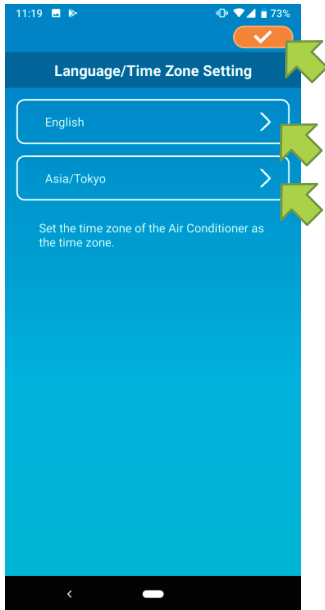 11:19 73%
Language/Time Zone Setting
English
Asia/Tokyo
Set the time zone of the Air Conditioner as
the time zone.